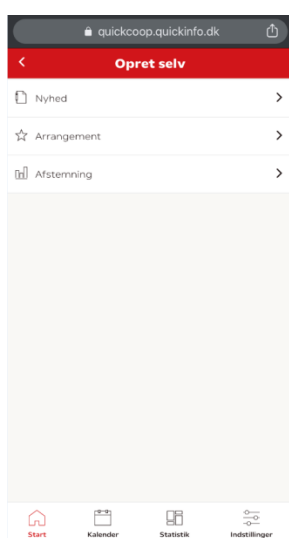 quickcoop.quickinfo.dk
Opret selv
Nyhed
Arrangement
Afstemning
Start Kalender Statistik Indstillinger